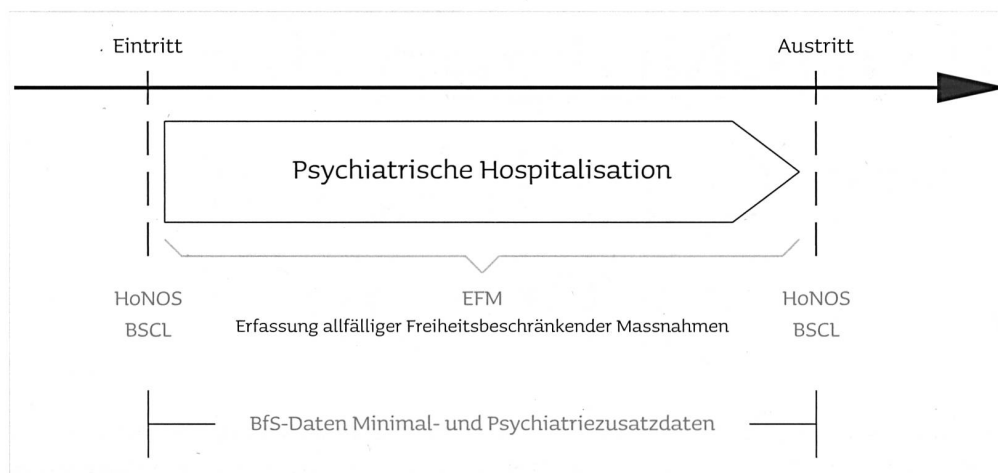 Eintritt
Austritt
Psychiatrische Hospitalisation
HoNOS
BSCL
EFM
Erfassung allfälliger Freiheitsbeschränkender Massnahmen
HoNOS
BSCL
BfS-Daten Minimal- und Psychiatriezusatzdaten